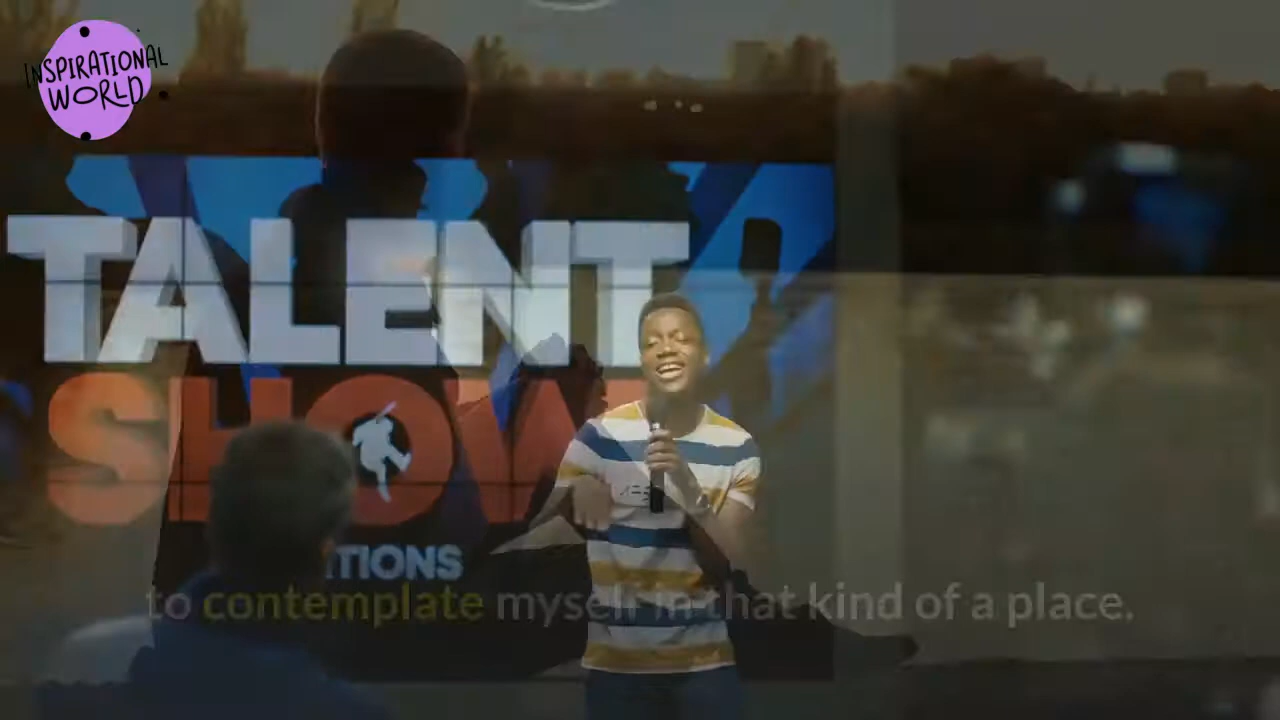 INSPIRATIONAL
WORLD
TALENT
SHOW
TIONS
to contemplate myself in that kind of a place.